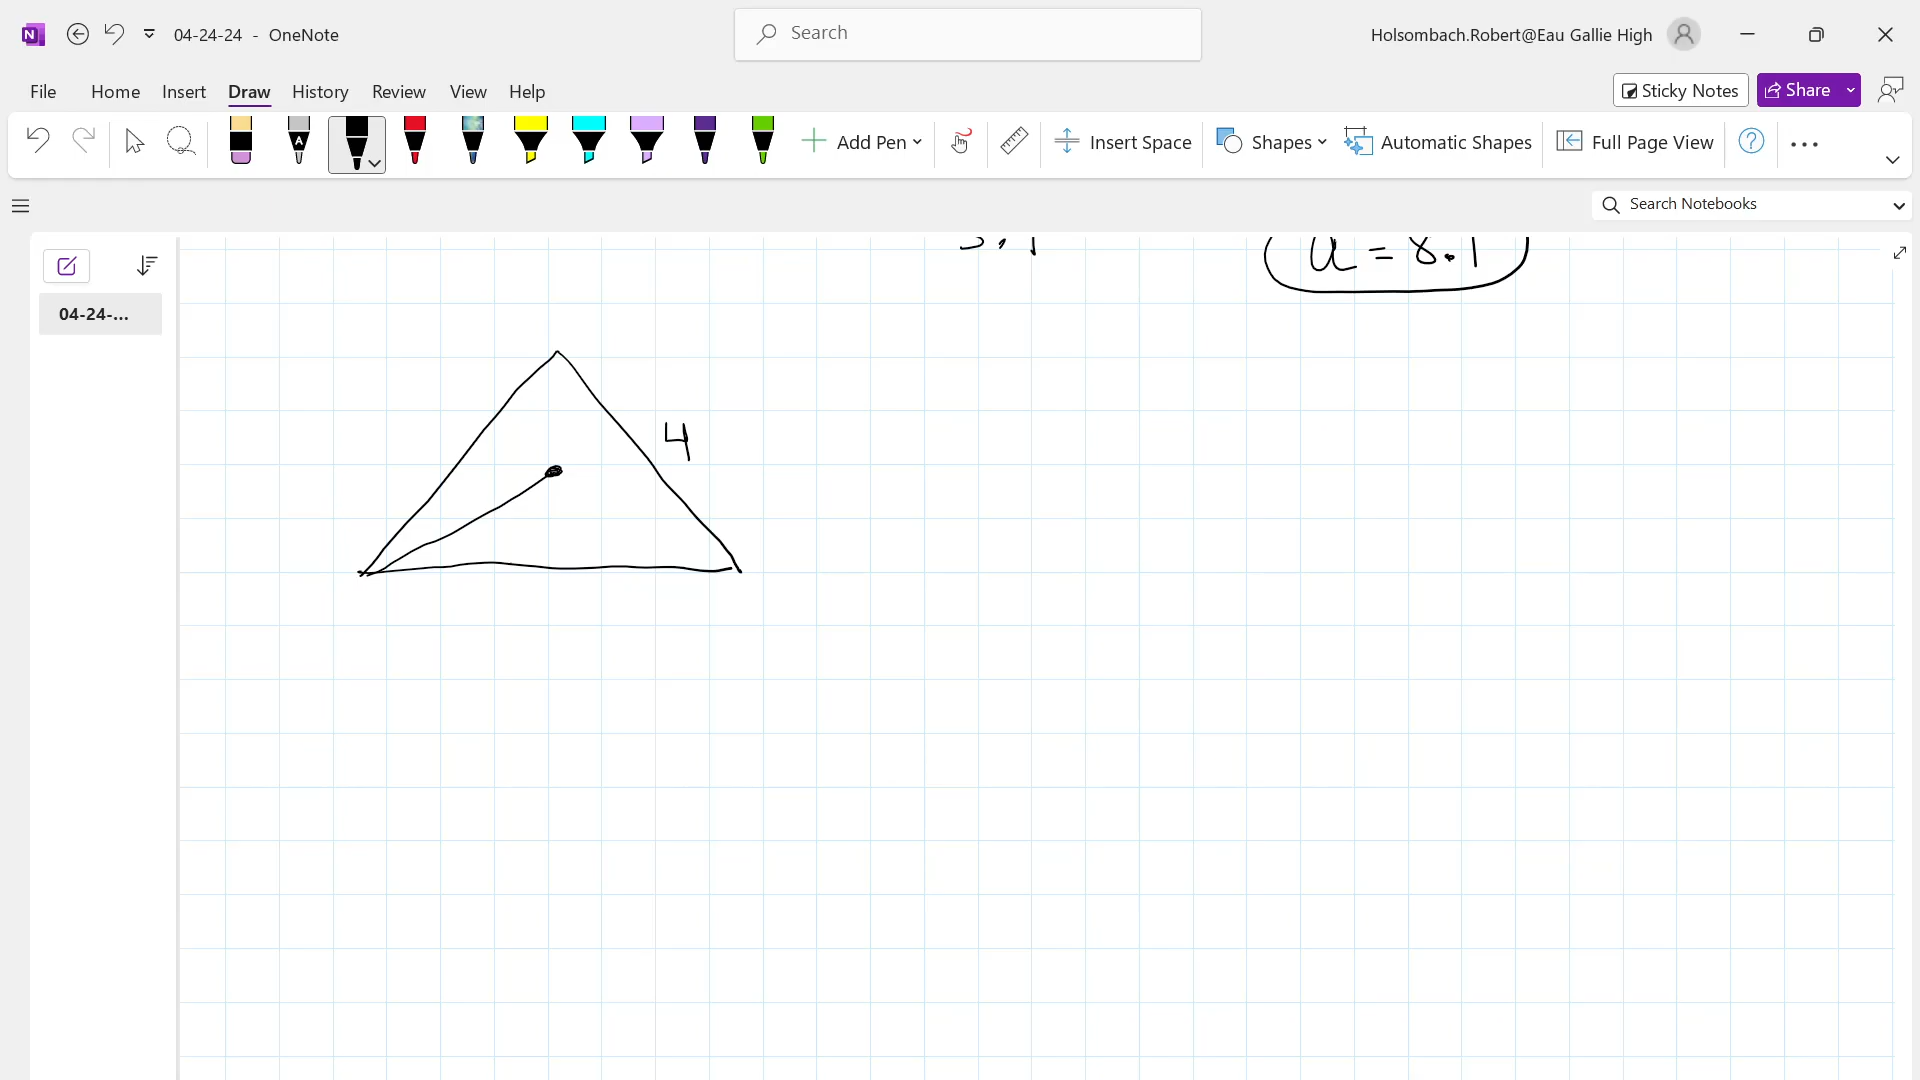 04-24-24 - OneNote
Search
Holsombach.Robert@Eau Gallie High
File Home Insert Draw History Review View Help
Sticky Notes Share
A
Add Pen Insert Space Shapes Automatic Shapes Full Page View ? ...
Search Notebooks
04-24-...
a = 8.1
4